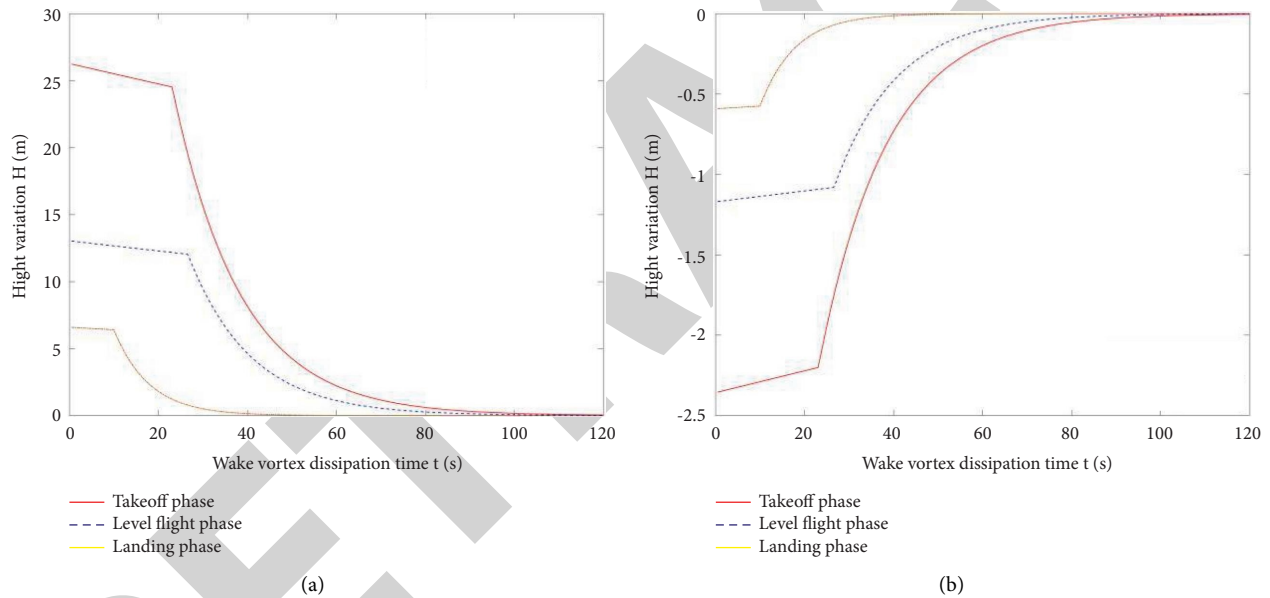 30
25
20
15
10
5
0
Hight variation H (m)
0 20 40 60 80 100 120
Wake vortex dissipation time t (s)
Takeoff phase
Level flight phase
Landing phase
(a)
0
-0.5
-1
-1.5
-2
-2.5
Hight variation H (m)
0 20 40 60 80 100 120
Wake vortex dissipation time t (s)
Takeoff phase
Level flight phase
Landing phase
(b)